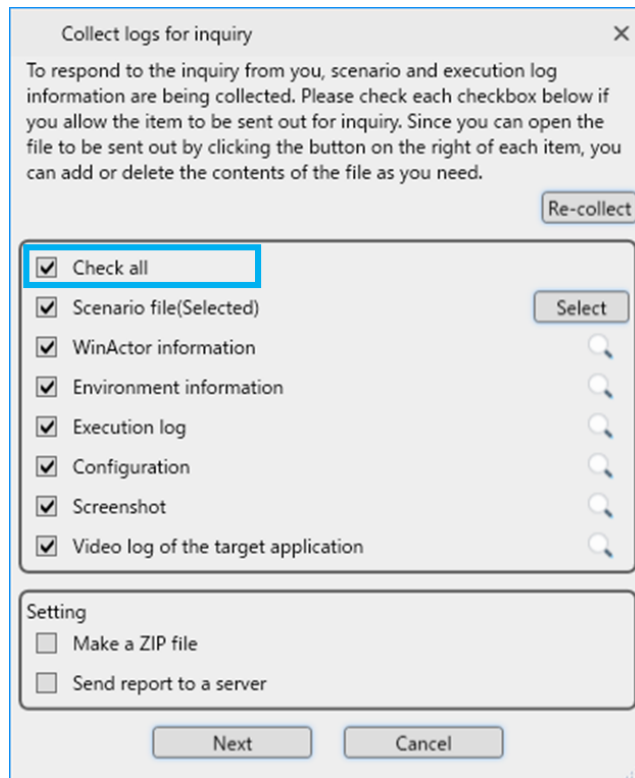 Collect logs for inquiry
To respond to the inquiry from you, scenario and execution log
information are being collected. Please check each checkbox below if
you allow the item to be sent out for inquiry. Since you can open the
file to be sent out by clicking the button on the right of each item, you
can add or delete the contents of the file as you need.
Re-collect
Check all
Scenario file(Selected)
Select
WinActor information
Environment information
Execution log
Configuration
Screenshot
Video log of the target application
Setting
Make a ZIP file
Send report to a server
Next
Cancel